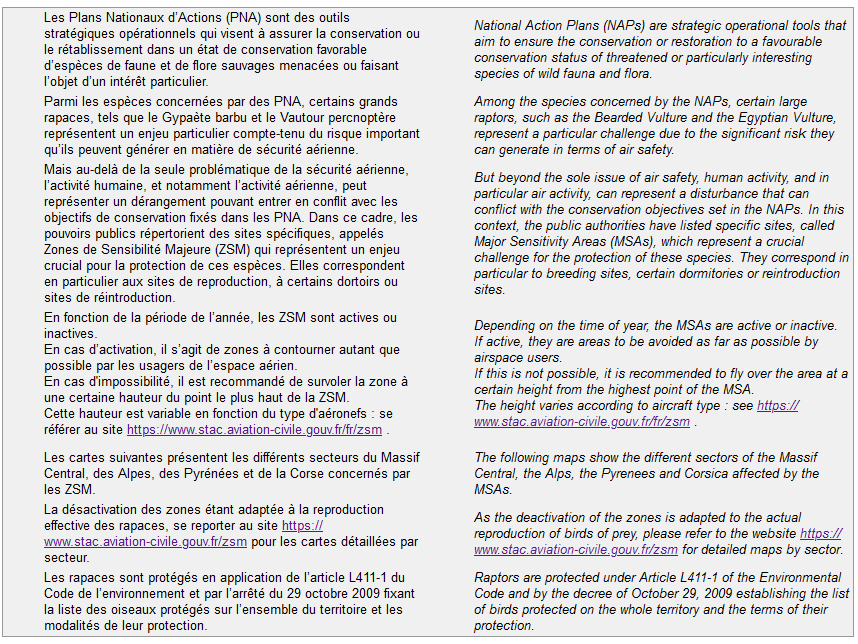 Les Plans Nationaux d’Actions (PNA) sont des outils
stratégiques opérationnels qui visent à assurer la conservation ou
le rétablissement dans un état de conservation favorable
d’espèces de faune et de flore sauvages menacées ou faisant
l’objet d’un intérêt particulier.
Parmi les espèces concernées par des PNA, certains grands
rapaces, tels que le Gypaète barbu et le Vautour percnoptère
représentent un enjeu particulier compte-tenu du risque important
qu’ils peuvent générer en matière de sécurité aérienne.
Mais au-delà de la seule problématique de la sécurité aérienne,
l’activité humaine, et notamment l’activité aérienne, peut
représenter un dérangement pouvant entrer en conflit avec les
objectifs de conservation fixés dans les PNA. Dans ce cadre, les
pouvoirs publics répertorient des sites spécifiques, appelés
Zones de Sensibilité Majeure (ZSM) qui représentent un enjeu
crucial pour la protection de ces espèces. Elles correspondent
en particulier aux sites de reproduction, à certains dortoirs ou
sites de réintroduction.
En fonction de la période de l’année, les ZSM sont actives ou
inactives.
En cas d’activation, il s’agit de zones à contourner autant que
possible par les usagers de l’espace aérien.
En cas d'impossibilité, il est recommandé de survoler la zone à
une certaine hauteur du point le plus haut de la ZSM.
Cette hauteur est variable en fonction du type d'aéronefs : se
référer au site https://www.stac.aviation-civile.gouv.fr/fr/zsm .
Les cartes suivantes présentent les différents secteurs du Massif
Central, des Alpes, des Pyrénées et de la Corse concernés par
les ZSM.
La désactivation des zones étant adaptée à la reproduction
effective des rapaces, se reporter au site https://
www.stac.aviation-civile.gouv.fr/zsm pour les cartes détaillées par
secteur.
Les rapaces sont protégés en application de l’article L411-1 du
Code de l’environnement et par l’arrêté du 29 octobre 2009 fixant
la liste des oiseaux protégés sur l’ensemble du territoire et les
modalités de leur protection.
National Action Plans (NAPs) are strategic operational tools that
aim to ensure the conservation or restoration to a favourable
conservation status of threatened or particularly interesting
species of wild fauna and flora.
Among the species concerned by the NAPs, certain large
raptors, such as the Bearded Vulture and the Egyptian Vulture,
represent a particular challenge due to the significant risk they
can generate in terms of air safety.
But beyond the sole issue of air safety, human activity, and in
particular air activity, can represent a disturbance that can
conflict with the conservation objectives set in the NAPs. In this
context, the public authorities have listed specific sites, called
Major Sensitivity Areas (MSAs), which represent a crucial
challenge for the protection of these species. They correspond in
particular to breeding sites, certain dormitories or reintroduction
sites.
Depending on the time of year, the MSAs are active or inactive.
If active, they are areas to be avoided as far as possible by
airspace users.
If this is not possible, it is recommended to fly over the area at a
certain height from the highest point of the MSA.
The height varies according to aircraft type : see https://
www.stac.aviation-civile.gouv.fr/fr/zsm .
The following maps show the different sectors of the Massif
Central, the Alps, the Pyrenees and Corsica affected by the
MSAs.
As the deactivation of the zones is adapted to the actual
reproduction of birds of prey, please refer to the website https://
www.stac.aviation-civile.gouv.fr/zsm for detailed maps by sector.
Raptors are protected under Article L411-1 of the Environmental
Code and by the decree of October 29, 2009 establishing the list
of birds protected on the whole territory and the terms of their
protection.